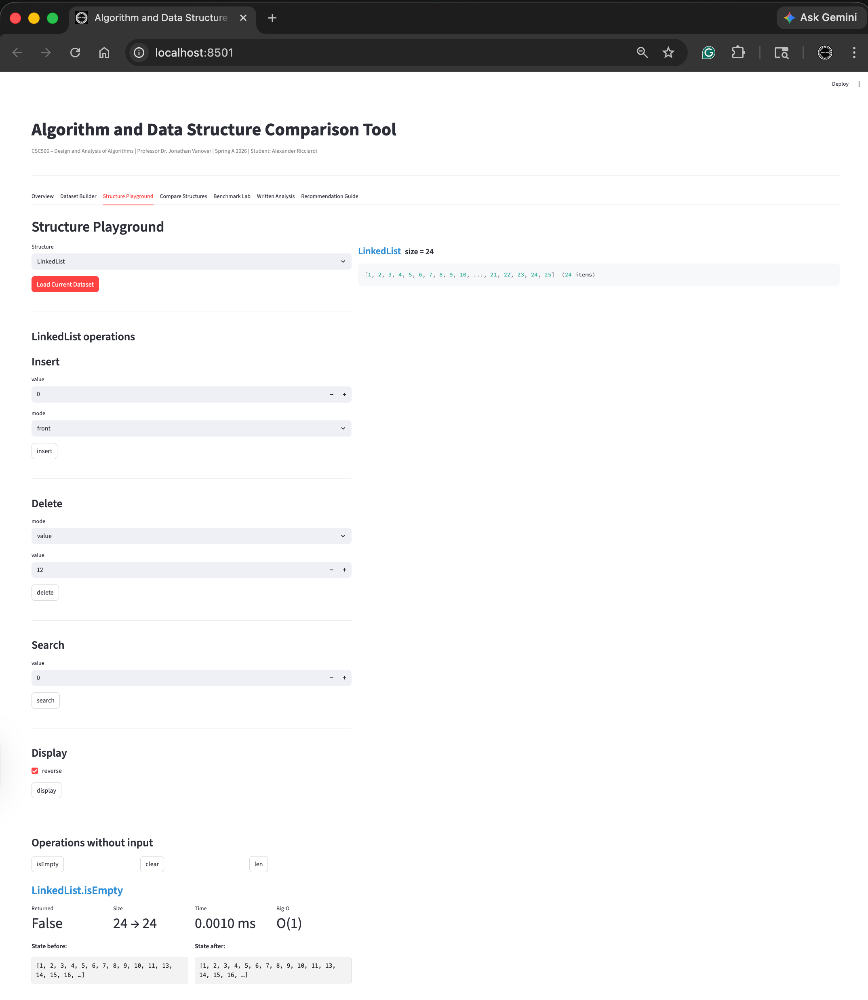 Algorithm and Data Structure
Ask Gemini
localhost:8501
Deploy
Algorithm and Data Structure Comparison Tool
CSC506 – Design and Analysis of Algorithms | Professor Dr. Jonathan Vanover | Spring A 2026 | Student: Alexander Ricciardi
Overview Dataset Builder Structure Playground Compare Structures Benchmark Lab Written Analysis Recommendation Guide
Structure Playground
Structure
LinkedList
Load Current Dataset
LinkedList size = 24
[1, 2, 3, 4, 5, 6, 7, 8, 9, 10, ..., 21, 22, 23, 24, 25] (24 items)
LinkedList operations
Insert
value
0
mode
front
insert
Delete
mode
value
value
12
delete
Search
value
0
search
Display
reverse
display
Operations without input
isEmpty clear len
LinkedList.isEmpty
Returned Size Time Big-O
False 24 → 24 0.0010 ms O(1)
State before:
[1, 2, 3, 4, 5, 6, 7, 8, 9, 10, 11, 13,
14, 15, 16, …]
State after:
[1, 2, 3, 4, 5, 6, 7, 8, 9, 10, 11, 13,
14, 15, 16, …]